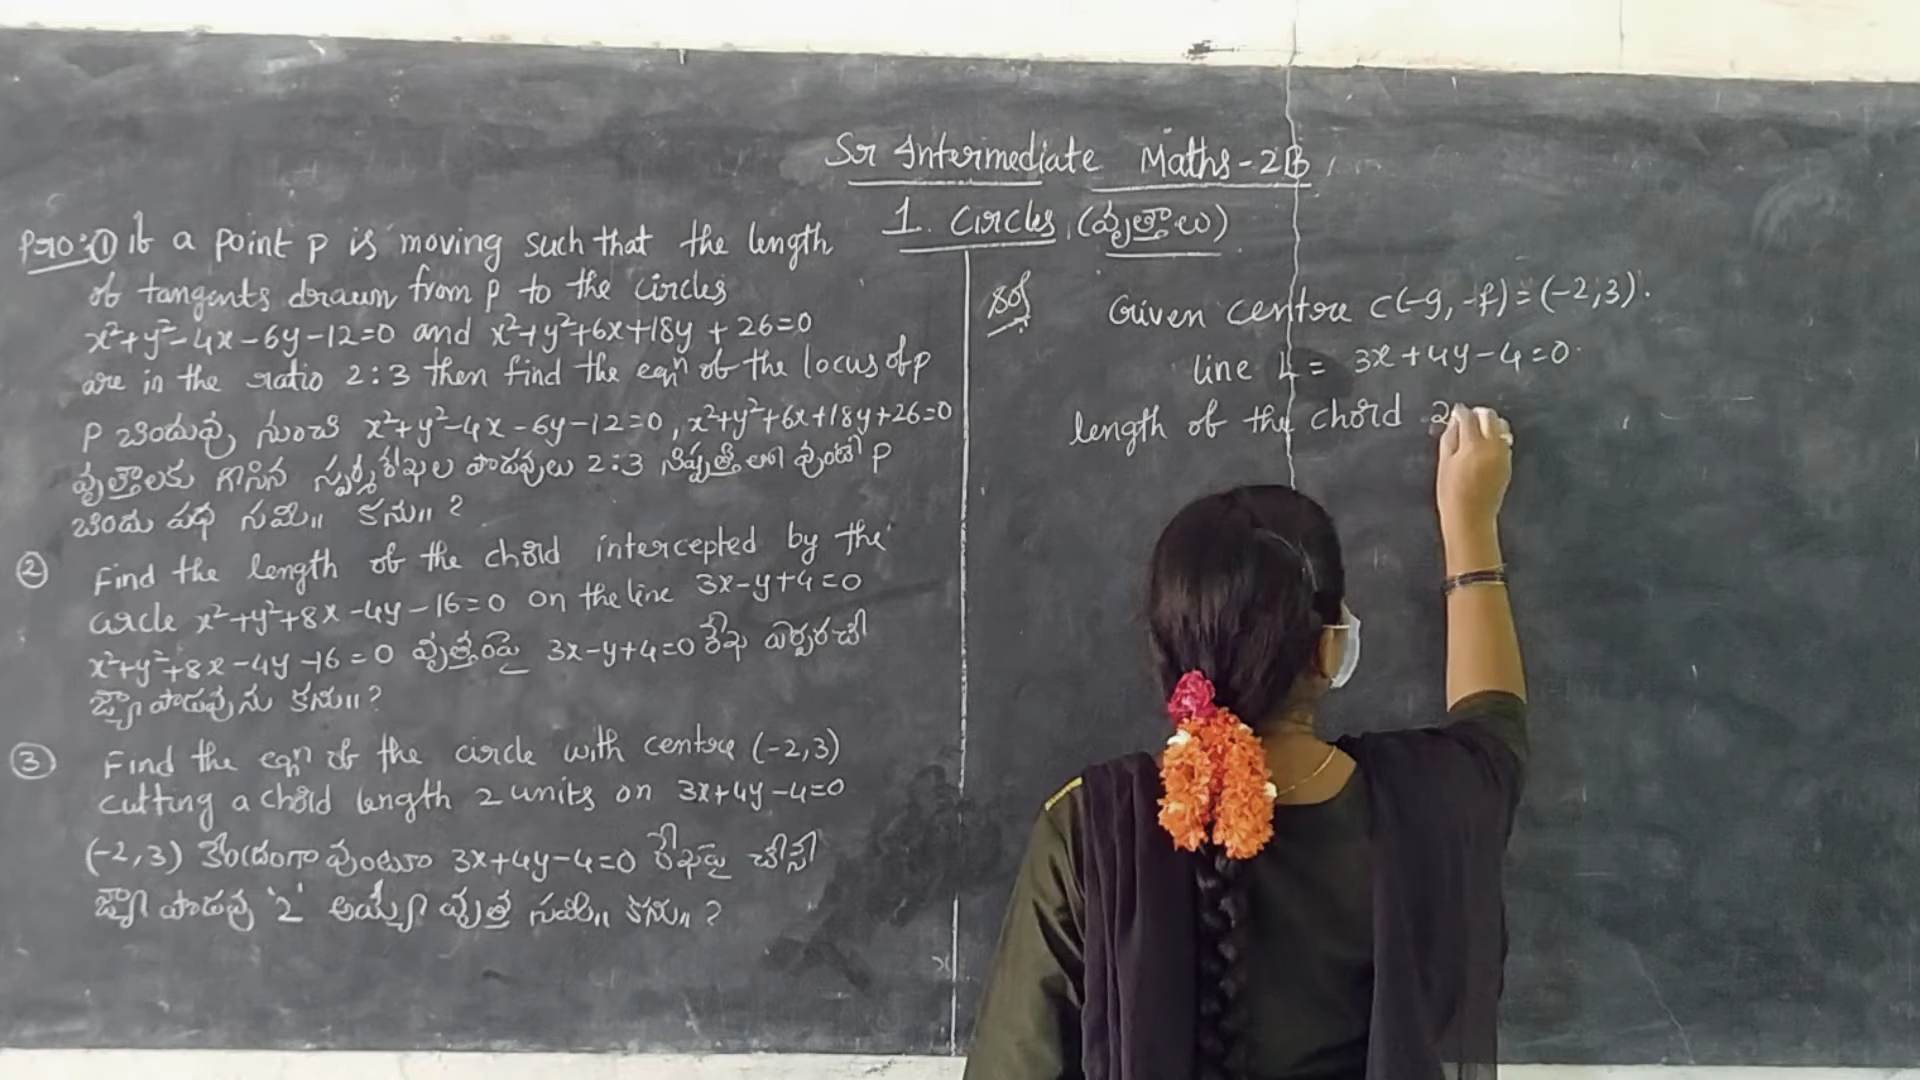 Sr Intermediate Maths-2B
1. Circles (వృత్తాలు)
Pro:① If a point P is moving such that the length
of tangents drawn from P to the circles
x²+y²-4x-6y-12=0 and x²+y²+6x+18y+26=0
are in the ratio 2:3 then find the eqⁿ of the locus of P
P బిందువు నుంచి x²+y²-4x-6y-12=0, x²+y²+6x+18y+26=0
వృత్తాలకు గీసిన స్పర్శరేఖల పొడవులు 2:3 నిష్పత్తిలో వుంటే P
బిందు పథ సమీ॥ కను॥ ?
② Find the length of the chord intercepted by the
circle x²+y²+8x-4y-16=0 on the line 3x-y+4=0
x²+y²+8x-4y-16=0 వృత్తంపై 3x-y+4=0 రేఖ ఏర్పరచే
జ్యా పొడవును కను॥ ?
③ Find the eqⁿ of the circle with centre (-2,3)
cutting a chord length 2 units on 3x+4y-4=0
(-2,3) కేంద్రంగా వుంటూ 3x+4y-4=0 రేఖపై చేసే
జ్యా పొడవు '2' అయ్యే వృత్త సమీ॥ కను॥ ?
Sol
Given centre C(-g,-f)=(-2,3).
line L = 3x+4y-4=0.
length of the chord 2